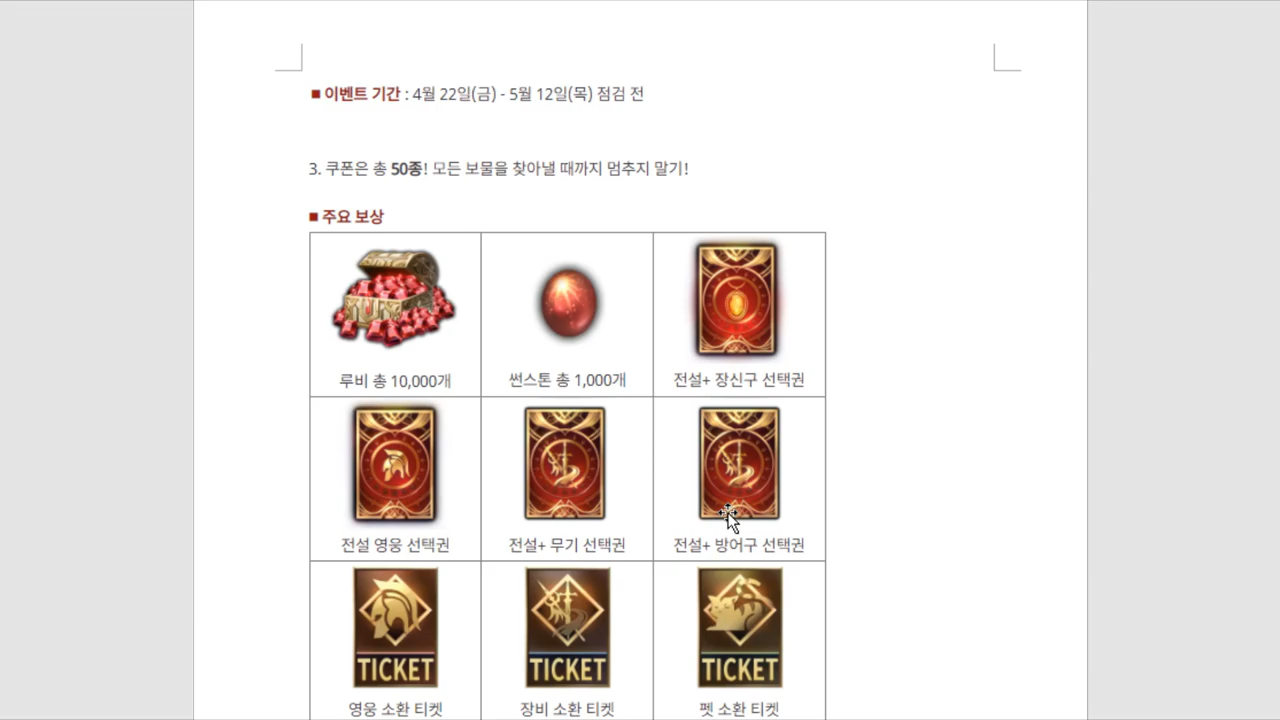 ■ 이벤트 기간 : 4월 22일(금) - 5월 12일(목) 점검 전
3. 쿠폰은 총 50종! 모든 보물을 찾아낼 때까지 멈추지 말기!
■ 주요 보상
루비 총 10,000개
썬스톤 총 1,000개
전설+ 장신구 선택권
전설 영웅 선택권
전설+ 무기 선택권
전설+ 방어구 선택권
TICKET
TICKET
TICKET
영웅 소환 티켓
장비 소환 티켓
펫 소환 티켓